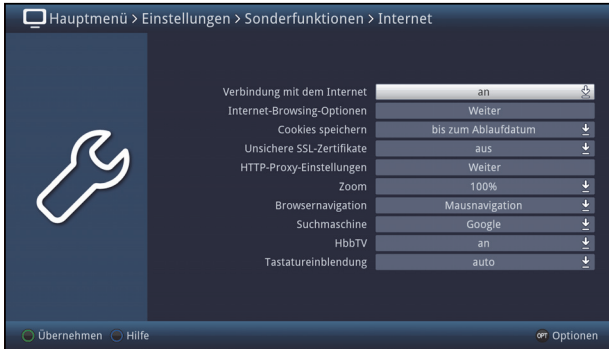 Hauptmenü > Einstellungen > Sonderfunktionen > Internet
Verbindung mit dem Internet an
Internet-Browsing-Optionen Weiter
Cookies speichern bis zum Ablaufdatum
Unsichere SSL-Zertifikate aus
HTTP-Proxy-Einstellungen Weiter
Zoom 100%
Browsernavigation Mausnavigation
Suchmaschine Google
HbbTV an
Tastatureinblendung auto
Übernehmen Hilfe OPT Optionen